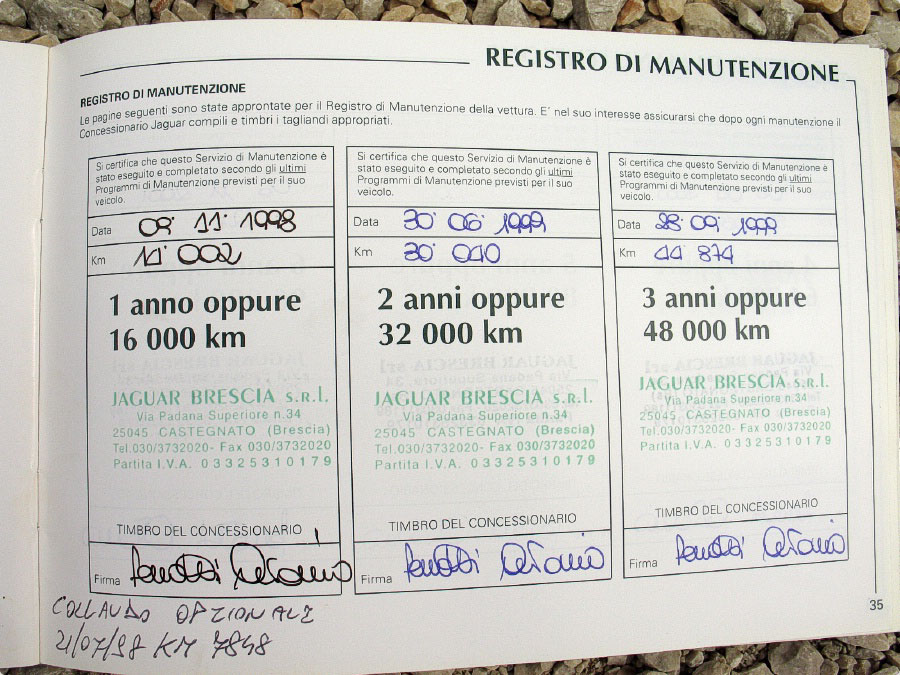 REGISTRO DI MANUTENZIONE
REGISTRO DI MANUTENZIONE
Le pagine seguenti sono state approntate per il Registro di Manutenzione della vettura. E' nel suo interesse assicurarsi che dopo ogni manutenzione il
Concessionario Jaguar compili e timbri i tagliandi appropriati.
Si certifica che questo Servizio di Manutenzione è
stato eseguito e completato secondo gli ultimi
Programmi di Manutenzione previsti per il suo
veicolo.
Data 09· 11· 1998
Km 11·002
1 anno oppure
16 000 km
JAGUAR BRESCIA s.r.l.
Via Padana Superiore n.34
25045 CASTEGNATO (Brescia)
Tel.030/3732020- Fax 030/3732020
Partita I.V.A. 03325310179
TIMBRO DEL CONCESSIONARIO
Firma
Si certifica che questo Servizio di Manutenzione è
stato eseguito e completato secondo gli ultimi
Programmi di Manutenzione previsti per il suo
veicolo.
Data 30· 06· 1999
Km 30· 040
2 anni oppure
32 000 km
JAGUAR BRESCIA s.r.l.
Via Padana Superiore n.34
25045 CASTEGNATO (Brescia)
Tel.030/3732020- Fax 030/3732020
Partita I.V.A. 03325310179
TIMBRO DEL CONCESSIONARIO
Firma
Si certifica che questo Servizio di Manutenzione è
stato eseguito e completato secondo gli ultimi
Programmi di Manutenzione previsti per il suo
veicolo.
Data 28· 09· 1999
Km 44 874
3 anni oppure
48 000 km
JAGUAR BRESCIA s.r.l.
Via Padana Superiore n.34
25045 CASTEGNATO (Brescia)
Tel.030/3732020- Fax 030/3732020
Partita I.V.A. 03325310179
TIMBRO DEL CONCESSIONARIO
Firma
COLLAUDO OPZIONALE
21/07/98 KM 7848
35